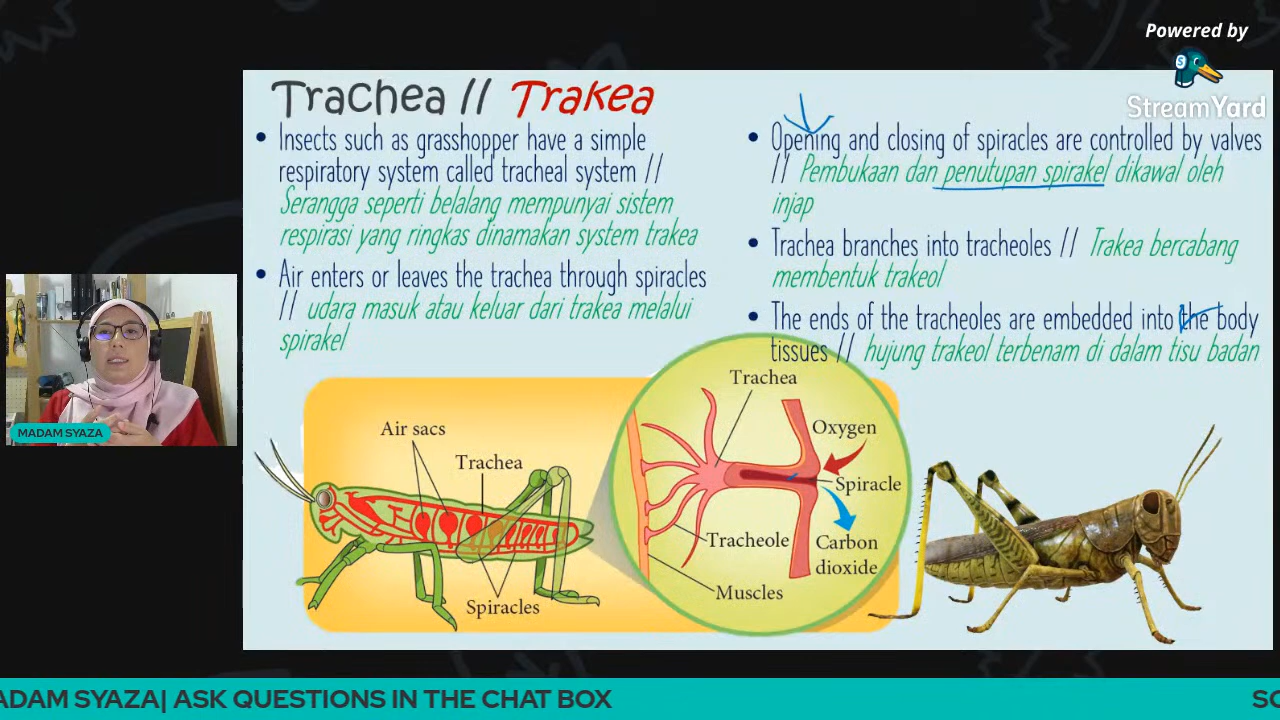 Powered by
StreamYard
Trachea // Trakea
• Insects such as grasshopper have a simple
respiratory system called tracheal system //
Serangga seperti belalang mempunyai sistem
respirasi yang ringkas dinamakan system trakea
• Air enters or leaves the trachea through spiracles
// udara masuk atau keluar dari trakea melalui
spirakel
• Opening and closing of spiracles are controlled by valves
// Pembukaan dan penutupan spirakel dikawal oleh
injap
• Trachea branches into tracheoles // Trakea bercabang
membentuk trakeol
• The ends of the tracheoles are embedded into the body
tissues // hujung trakeol terbenam di dalam tisu badan
Air sacs
Trachea
Spiracles
Trachea
Oxygen
Spiracle
Tracheole
Carbon
dioxide
Muscles
MADAM SYAZA
ADAM SYAZA| ASK QUESTIONS IN THE CHAT BOX
SC